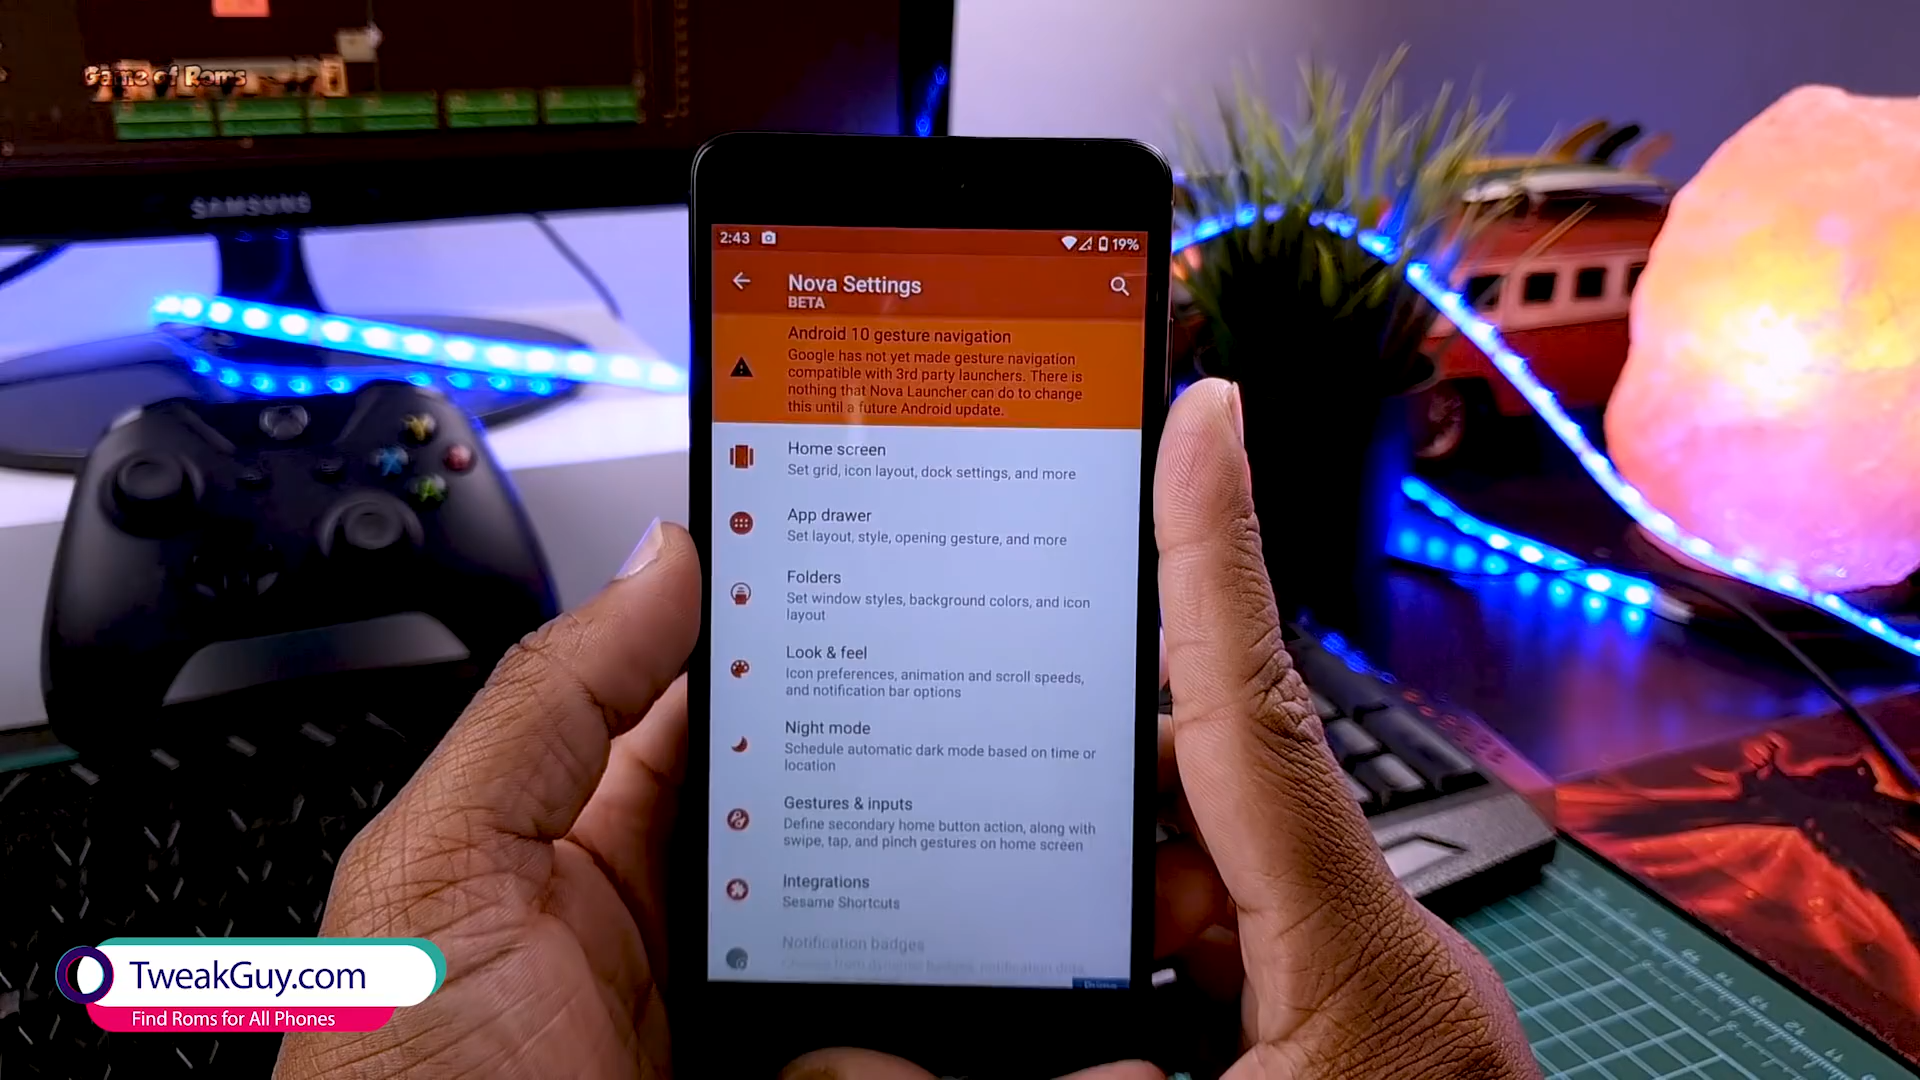 Game of Roms
SAMSUNG
2:43
19%
Nova Settings
BETA
Android 10 gesture navigation
Google has not yet made gesture navigation
compatible with 3rd party launchers. There is
nothing that Nova Launcher can do to change
this until a future Android update.
Home screen
Set grid, icon layout, dock settings, and more
App drawer
Set layout, style, opening gesture, and more
Folders
Set window styles, background colors, and icon
layout
Look & feel
Icon preferences, animation and scroll speeds,
and notification bar options
Night mode
Schedule automatic dark mode based on time or
location
Gestures & inputs
Define secondary home button action, along with
swipe, tap, and pinch gestures on home screen
Integrations
Sesame Shortcuts
Notification badges
TweakGuy.com
Find Roms for All Phones